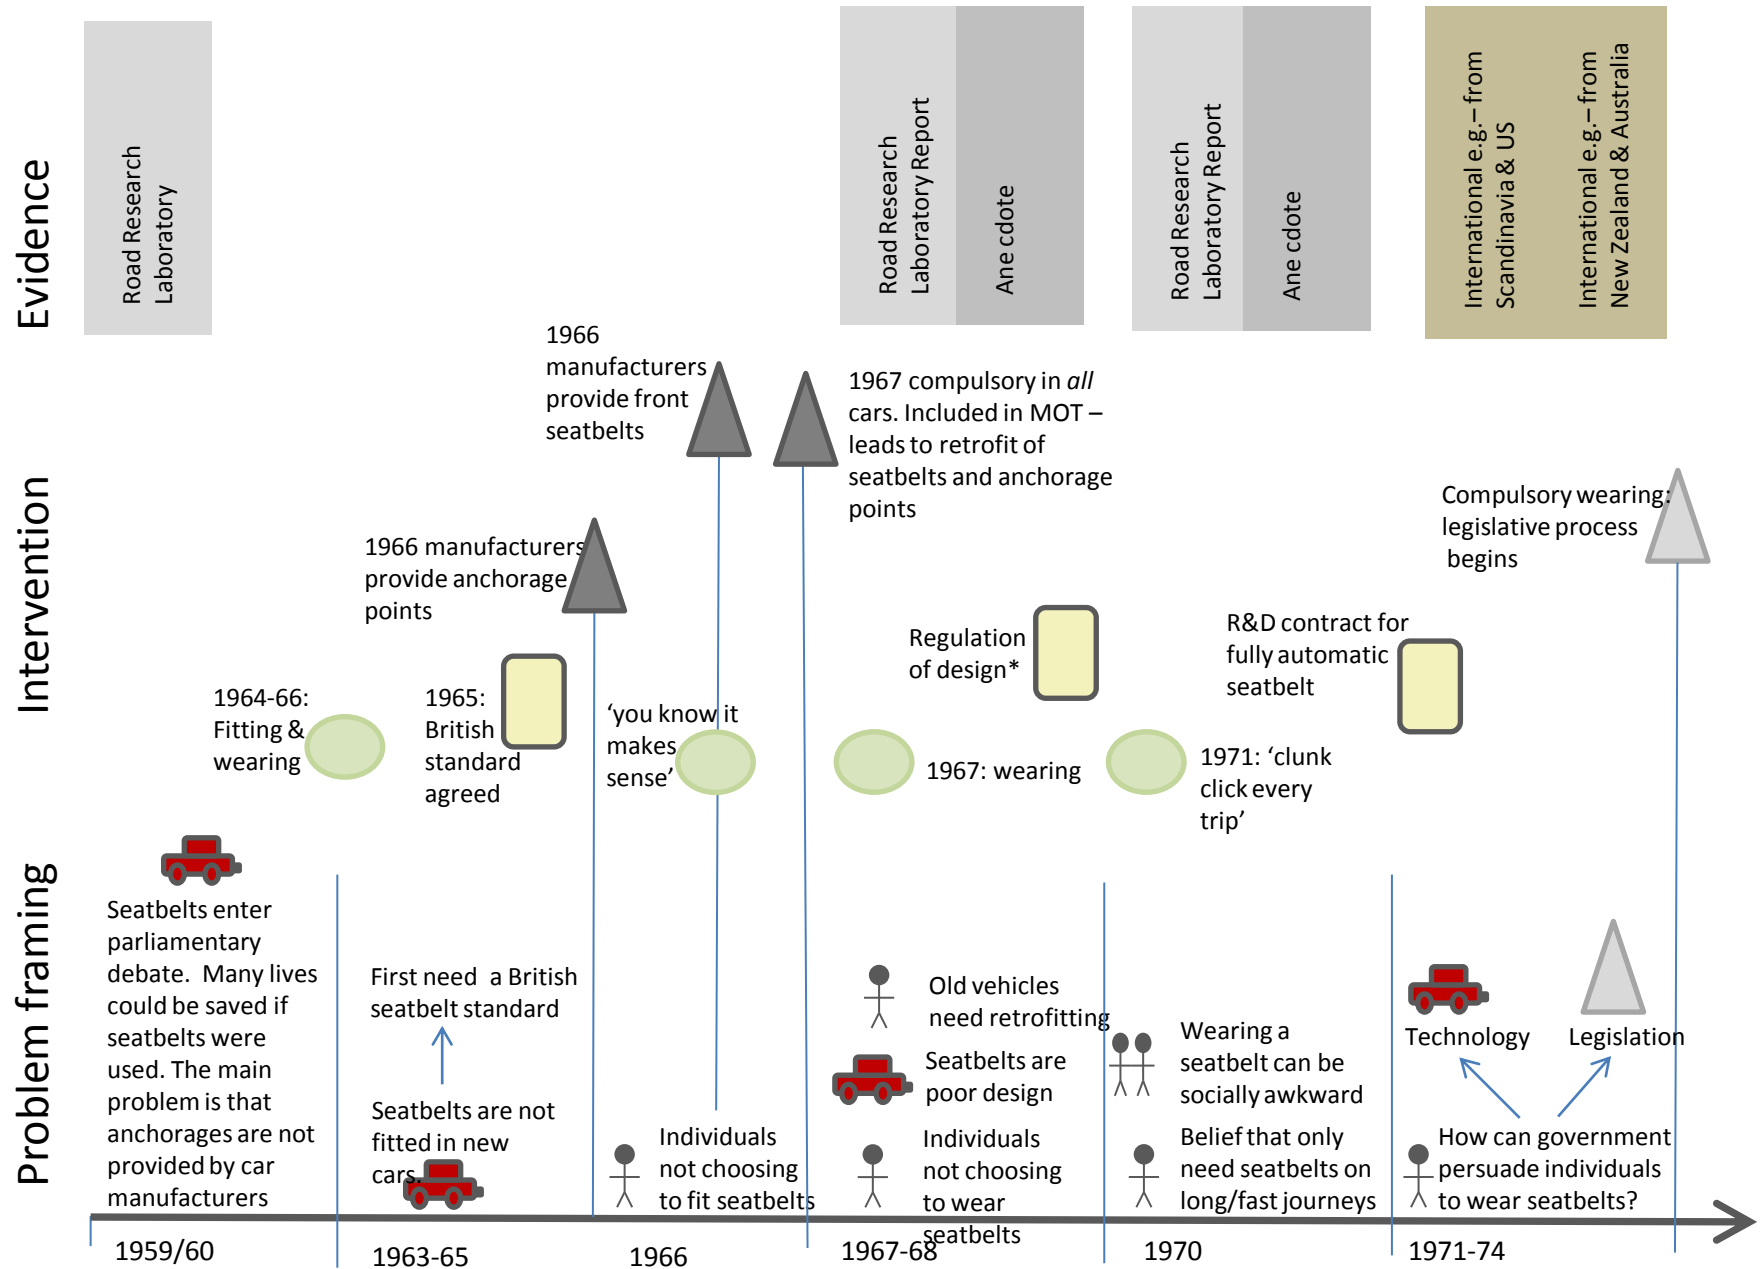 Evidence
Road Research
Laboratory
Road Research
Laboratory Report
Ane cdote
Road Research
Laboratory Report
Ane cdote
International e.g.– from
Scandinavia & US
International e.g.– from
New Zealand & Australia
Intervention
1964-66:
Fitting &
wearing
1965:
British
standard
agreed
1966 manufacturers
provide anchorage
points
1966
manufacturers
provide front
seatbelts
‘you know it
makes
sense’
1967 compulsory in all
cars. Included in MOT –
leads to retrofit of
seatbelts and anchorage
points
Regulation
of design*
1967: wearing
1971: ‘clunk
click every
trip’
R&D contract for
fully automatic
seatbelt
Compulsory wearing:
legislative process
begins
Problem framing
Seatbelts enter
parliamentary
debate. Many lives
could be saved if
seatbelts were
used. The main
problem is that
anchorages are not
provided by car
manufacturers
First need a British
seatbelt standard
Seatbelts are not
fitted in new
cars.
Individuals
not choosing
to fit seatbelts
Old vehicles
need retrofitting
Seatbelts are
poor design
Individuals
not choosing
to wear
seatbelts
Wearing a
seatbelt can be
socially awkward
Belief that only
need seatbelts on
long/fast journeys
Technology
Legislation
How can government
persuade individuals
to wear seatbelts?
1959/60
1963-65
1966
1967-68
1970
1971-74